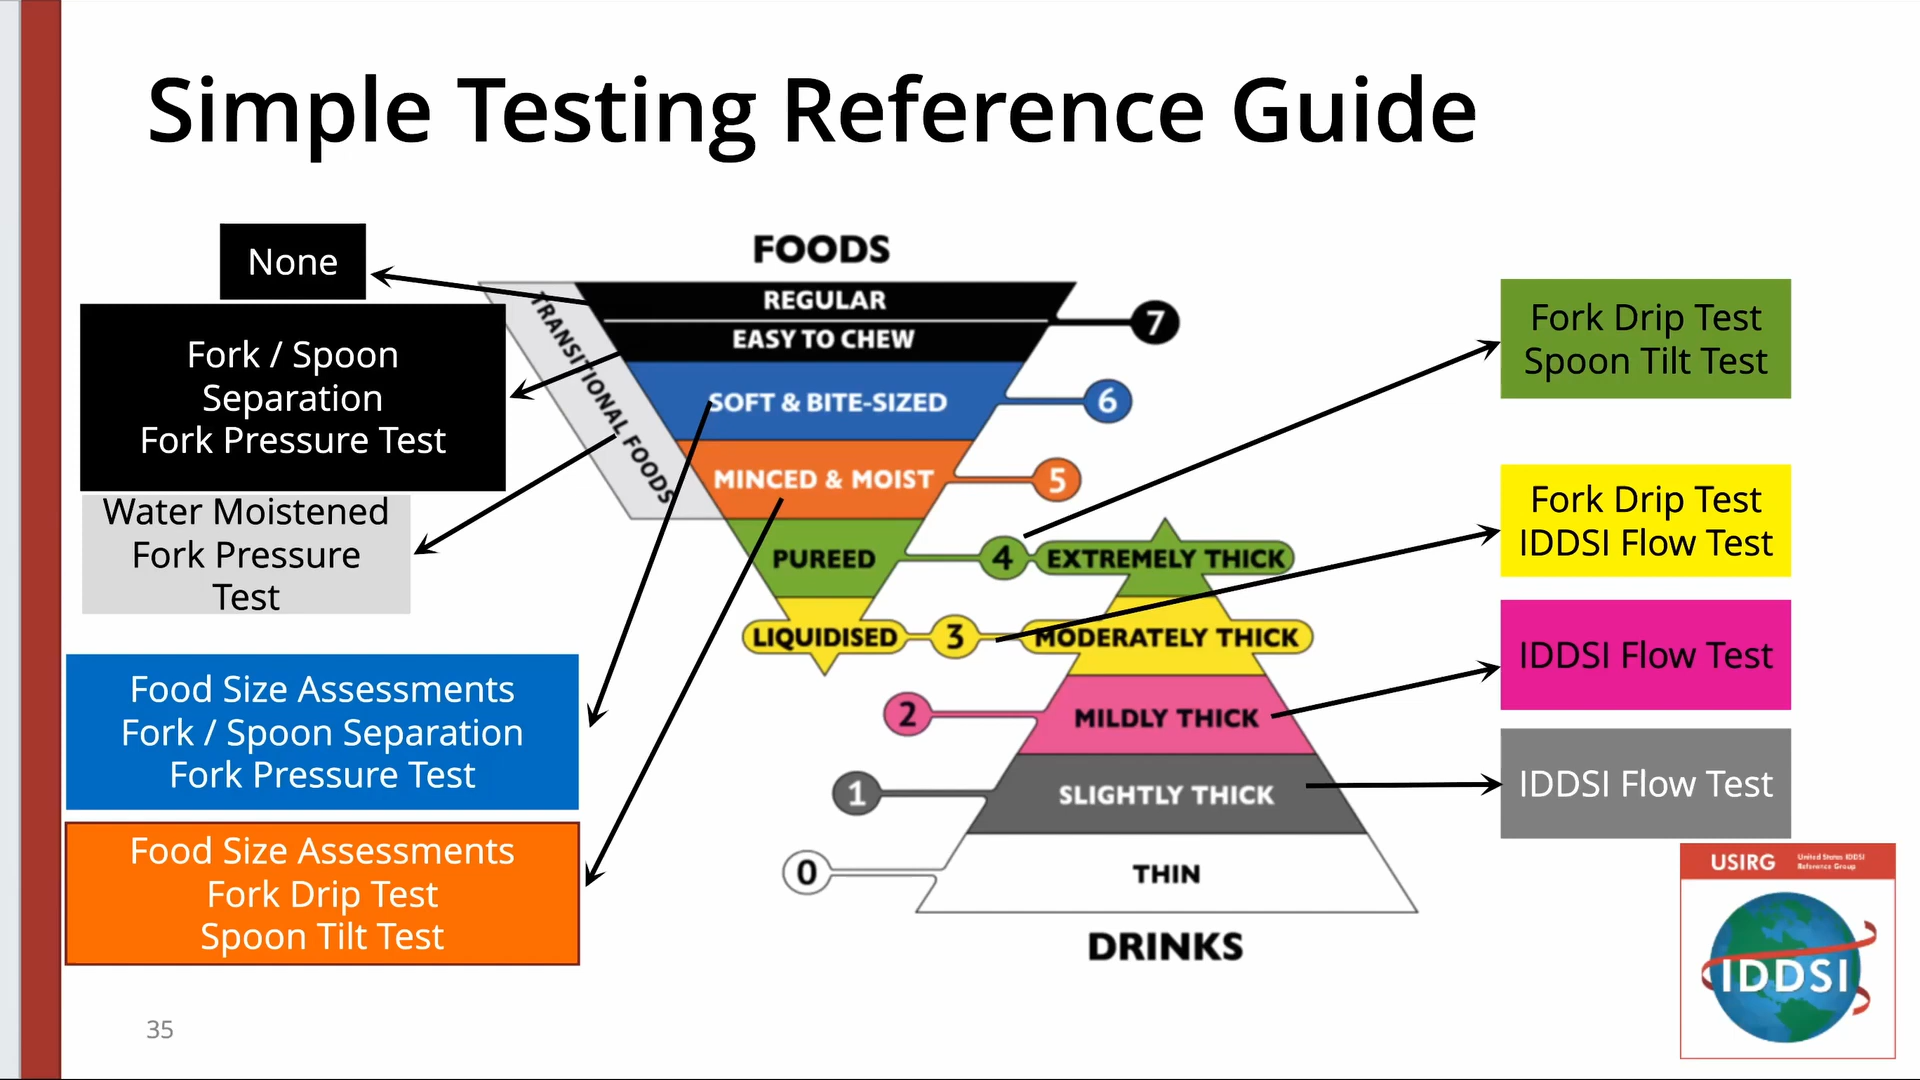 Simple Testing Reference Guide
None
Fork / Spoon
Separation
Fork Pressure Test
Water Moistened
Fork Pressure
Test
Food Size Assessments
Fork / Spoon Separation
Fork Pressure Test
Food Size Assessments
Fork Drip Test
Spoon Tilt Test
FOODS
TRANSITIONAL FOODS
REGULAR
EASY TO CHEW
7
SOFT & BITE-SIZED
6
MINCED & MOIST
5
PUREED
4
EXTREMELY THICK
LIQUIDISED
3
MODERATELY THICK
2
MILDLY THICK
1
SLIGHTLY THICK
0
THIN
DRINKS
Fork Drip Test
Spoon Tilt Test
Fork Drip Test
IDDSI Flow Test
IDDSI Flow Test
IDDSI Flow Test
USIRG
United States IDDSI
Reference Group
IDDSI
35